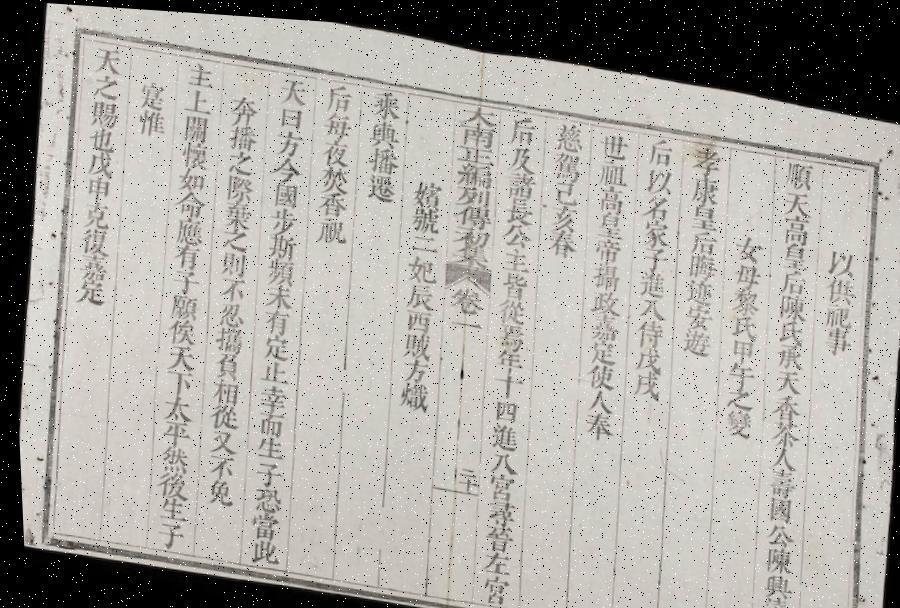 以供祀事
順天高皇后陳氏承天香茶人壽國公陳興
女母黎氏甲午之變
孝康皇后晦迹安遊
后以名家子進入侍戊戌
世祖高皇帝攝政嘉定使人奉
慈駕己亥春
后及諸長公主皆從焉年十四進入宮尋晉左宮
大南正編列傳初集 卷二 二十
嬪號二妃辰西賊方熾
乘輿播遷
后每夜焚香祝
天曰方今國步斯頻未有定止幸而生子恐當此
奔播之際棄之則不忍攜負相從又不免
主上關懷如命應有子願俟天下太平然後生子
寔惟
天之賜也戊申克復嘉定